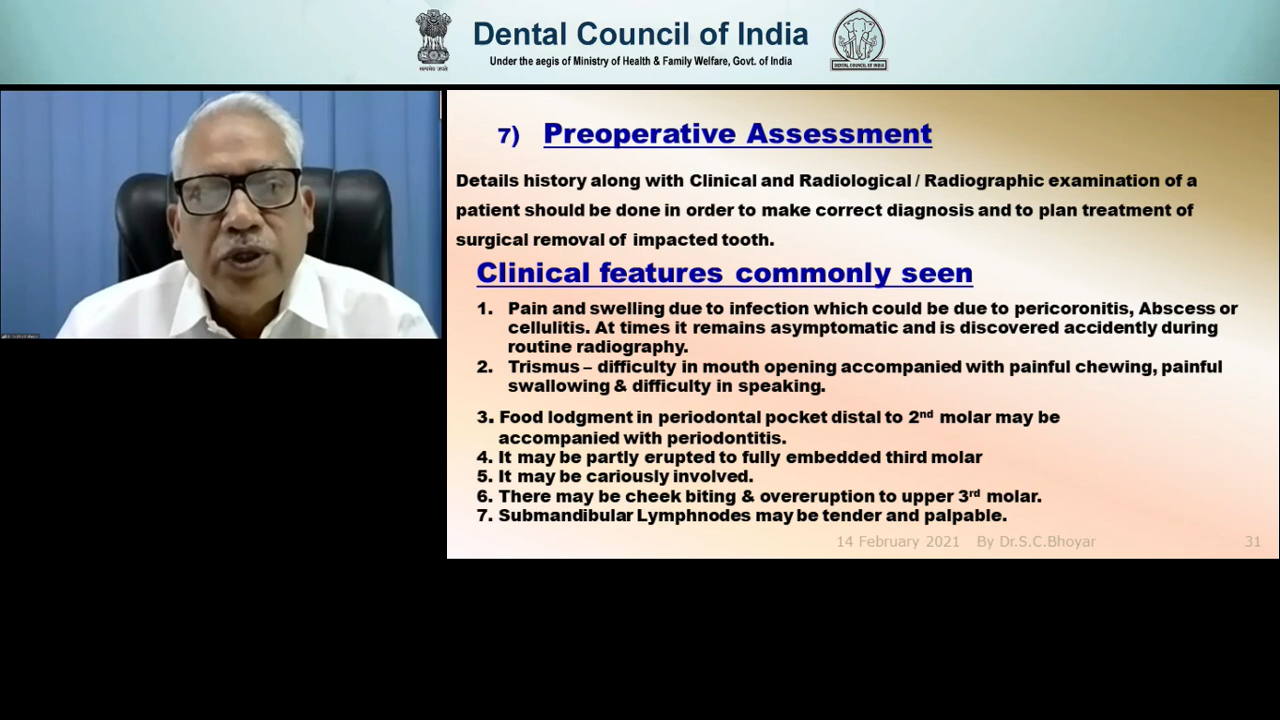 Dental Council of India
Under the aegis of Ministry of Health & Family Welfare, Govt. of India
सत्यमेव जयते
DENTAL COUNCIL OF INDIA
7) Preoperative Assessment
Details history along with Clinical and Radiological / Radiographic examination of a
patient should be done in order to make correct diagnosis and to plan treatment of
surgical removal of impacted tooth.
Clinical features commonly seen
1. Pain and swelling due to infection which could be due to pericoronitis, Abscess or
cellulitis. At times it remains asymptomatic and is discovered accidently during
routine radiography.
2. Trismus – difficulty in mouth opening accompanied with painful chewing, painful
swallowing & difficulty in speaking.
3. Food lodgment in periodontal pocket distal to 2nd molar may be
accompanied with periodontitis.
4. It may be partly erupted to fully embedded third molar
5. It may be cariously involved.
6. There may be cheek biting & overeruption to upper 3rd molar.
7. Submandibular Lymphnodes may be tender and palpable.
14 February 2021 By Dr.S.C.Bhoyar 31